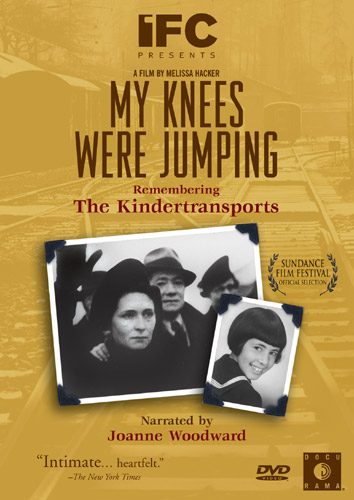 iFC
PRESENTS
A FILM BY MELISSA HACKER
MY KNEES
WERE JUMPING
Remembering
The Kindertransports
SUNDANCE
FILM FESTIVAL
OFFICIAL SELECTION
Narrated by
Joanne Woodward
“Intimate… heartfelt.”
—The New York Times
DVD
VIDEO
DOCU
RAMA